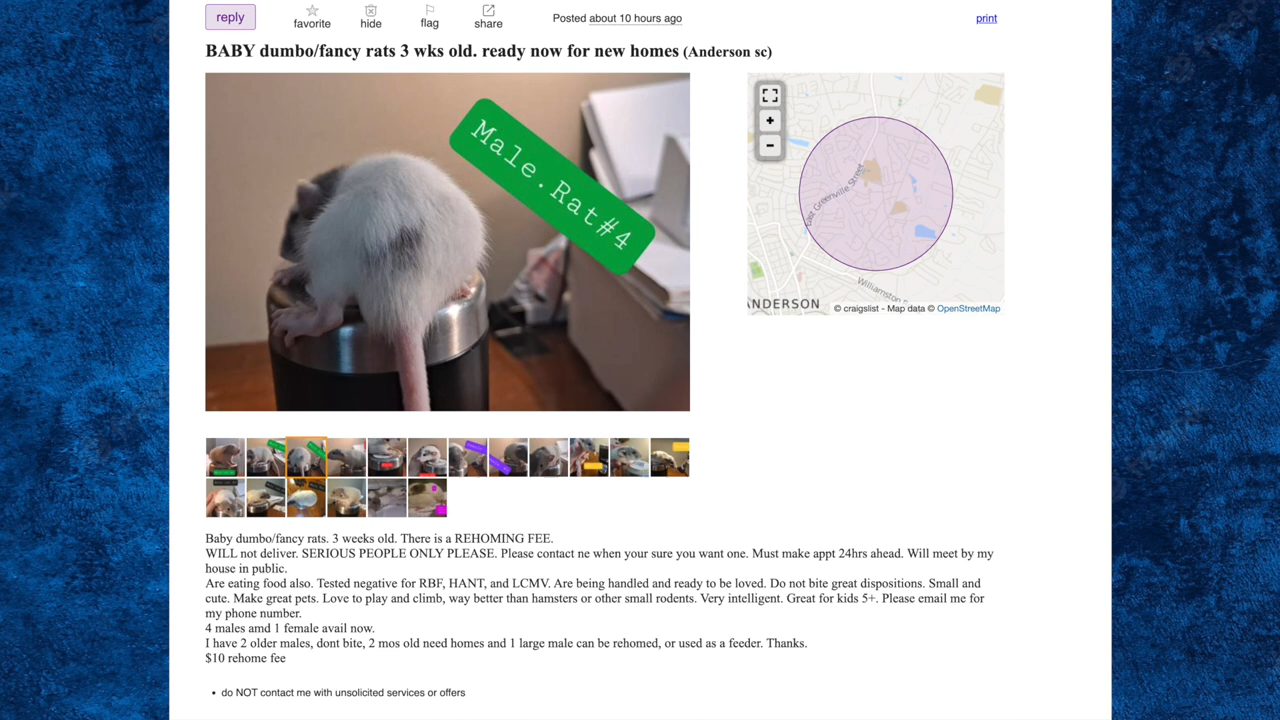 reply
favorite
hide
flag
share
Posted about 10 hours ago
print
BABY dumbo/fancy rats 3 wks old. ready now for new homes (Anderson sc)
Male.Rat#4
+
−
East Greenville Street
NDERSON
© craigslist - Map data © OpenStreetMap
Baby dumbo/fancy rats. 3 weeks old. There is a REHOMING FEE.
WILL not deliver. SERIOUS PEOPLE ONLY PLEASE. Please contact ne when your sure you want one. Must make appt 24hrs ahead. Will meet by my
house in public.
Are eating food also. Tested negative for RBF, HANT, and LCMV. Are being handled and ready to be loved. Do not bite great dispositions. Small and
cute. Make great pets. Love to play and climb, way better than hamsters or other small rodents. Very intelligent. Great for kids 5+. Please email me for
my phone number.
4 males amd 1 female avail now.
I have 2 older males, dont bite, 2 mos old need homes and 1 large male can be rehomed, or used as a feeder. Thanks.
$10 rehome fee
• do NOT contact me with unsolicited services or offers